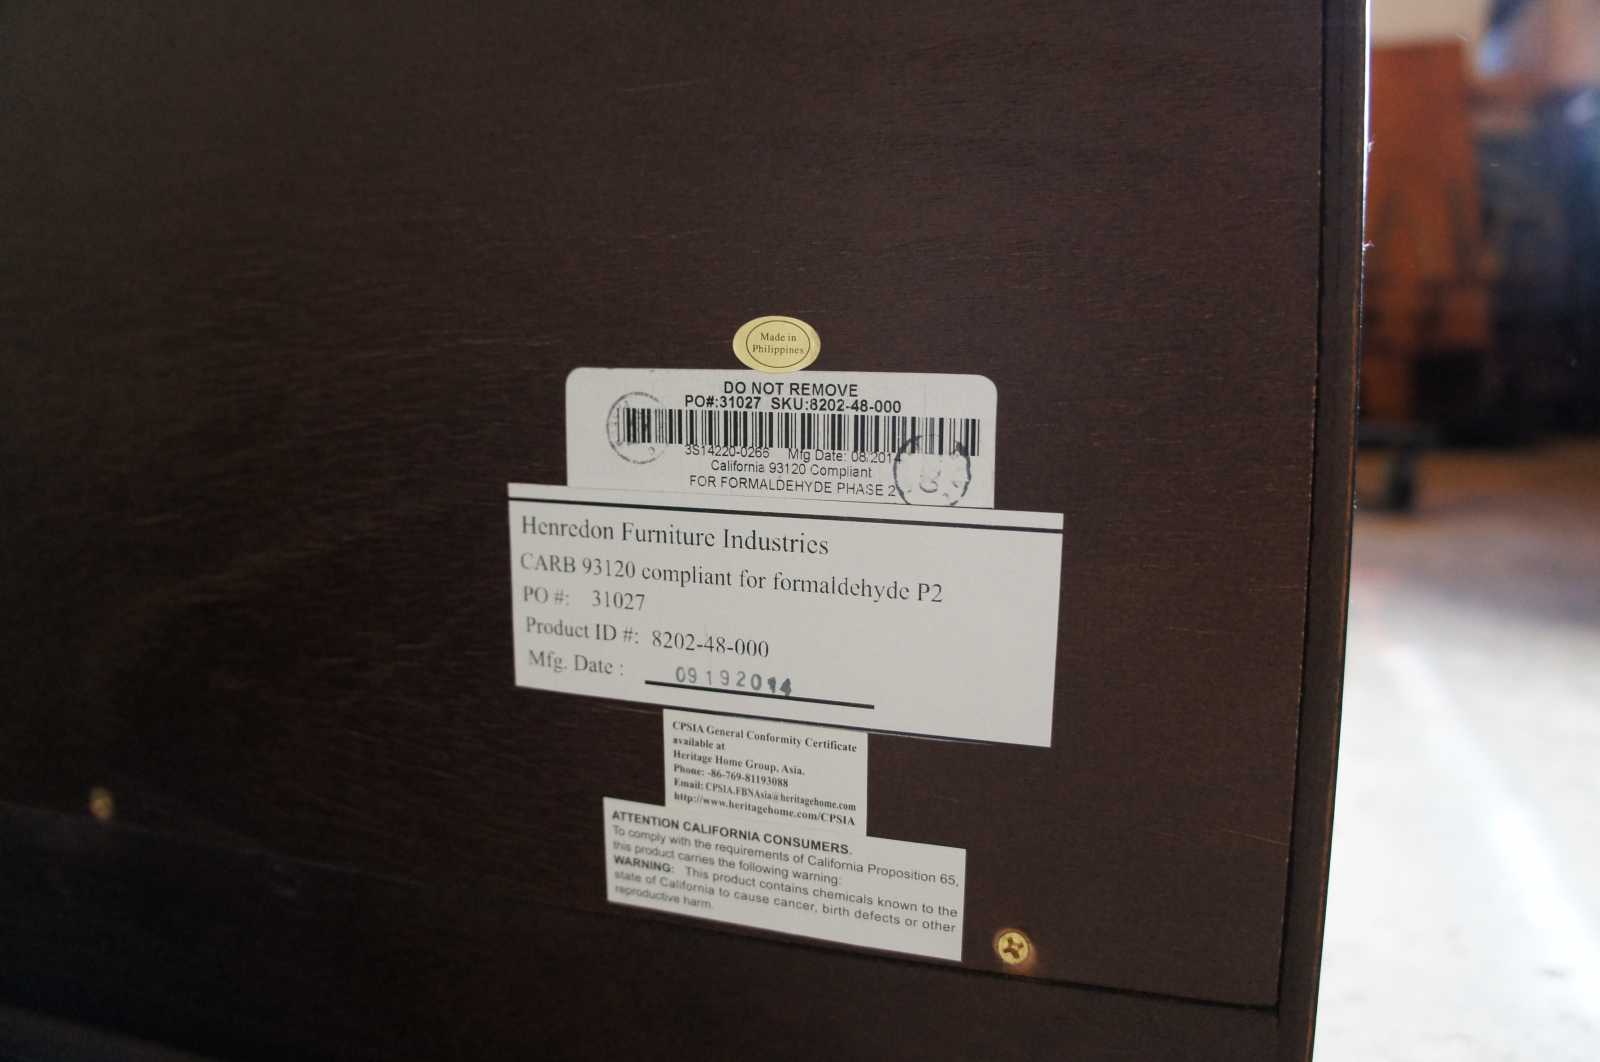 Made in
Philippines
DO NOT REMOVE
PO#:31027 SKU:8202-48-000
3S14220-0266 Mfg Date: 08/2014
California 93120 Compliant
FOR FORMALDEHYDE PHASE 2
Henredon Furniture Industries
CARB 93120 compliant for formaldehyde P2
PO #: 31027
Product ID #: 8202-48-000
Mfg. Date : 09192014
CPSIA General Conformity Certificate
available at
Heritage Home Group, Asia.
Phone: -86-769-81193088
Email: CPSIA.FBNAsia@heritagehome.com
http://www.heritagehome.com/CPSIA
ATTENTION CALIFORNIA CONSUMERS.
To comply with the requirements of California Proposition 65,
this product carries the following warning:
WARNING: This product contains chemicals known to the
state of California to cause cancer, birth defects or other
reproductive harm.